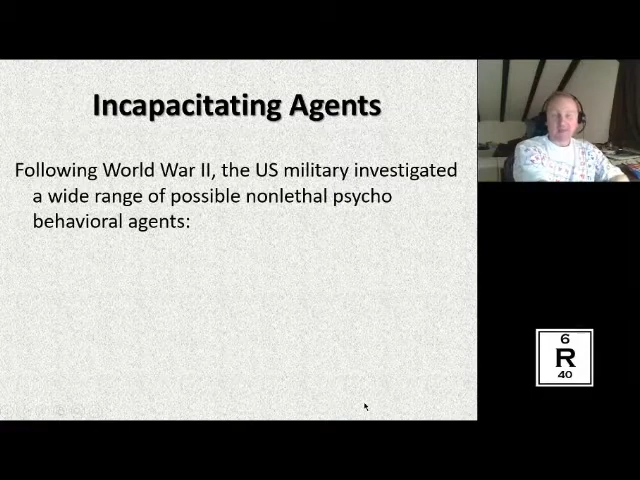 Incapacitating Agents
Following World War II, the US military investigated
a wide range of possible nonlethal psycho
behavioral agents:
6
R
40